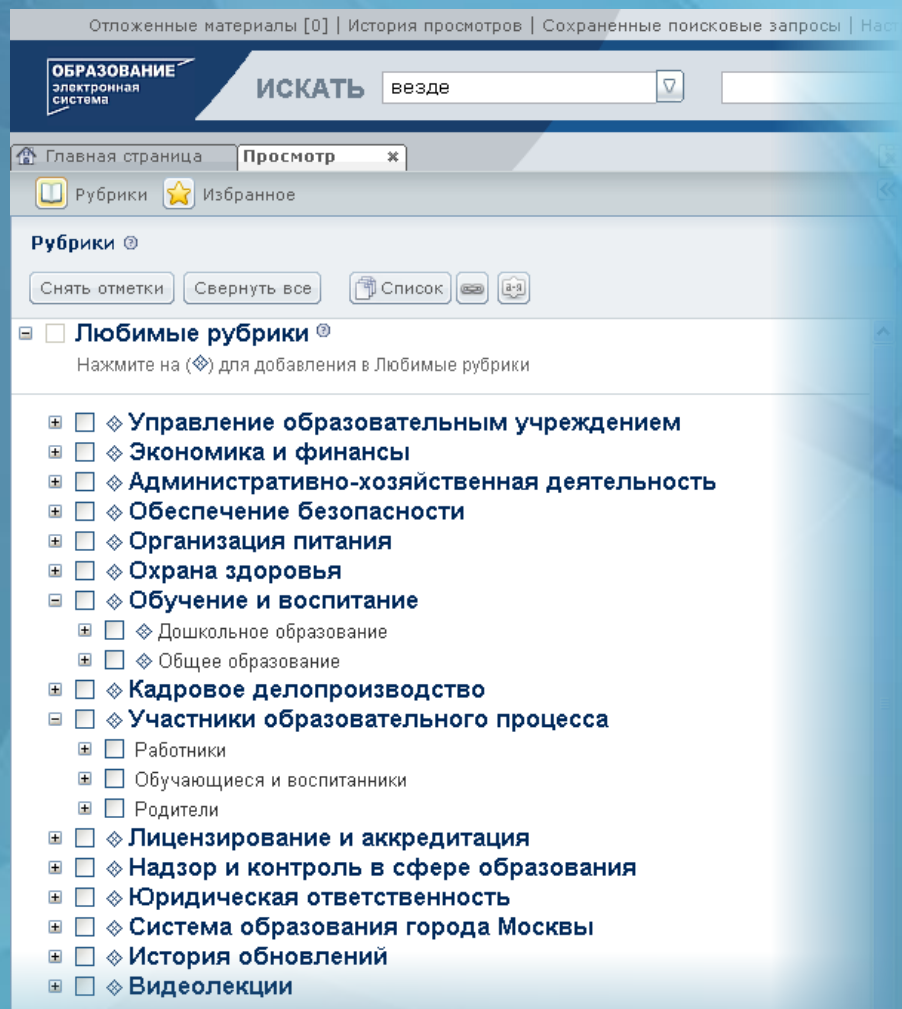 Отложенные материалы [0] | История просмотров | Сохраненные поисковые запросы |
ОБРАЗОВАНИЕ
электронная
система
ИСКАТЬ
везде
Главная страница
Просмотр
Рубрики
Избранное
Рубрики
Снять отметки
Свернуть все
Список
а-я
Любимые рубрики
Нажмите на () для добавления в Любимые рубрики
Управление образовательным учреждением
Экономика и финансы
Административно-хозяйственная деятельность
Обеспечение безопасности
Организация питания
Охрана здоровья
Обучение и воспитание
Дошкольное образование
Общее образование
Кадровое делопроизводство
Участники образовательного процесса
Работники
Обучающиеся и воспитанники
Родители
Лицензирование и аккредитация
Надзор и контроль в сфере образования
Юридическая ответственность
Система образования города Москвы
История обновлений
Видеолекции